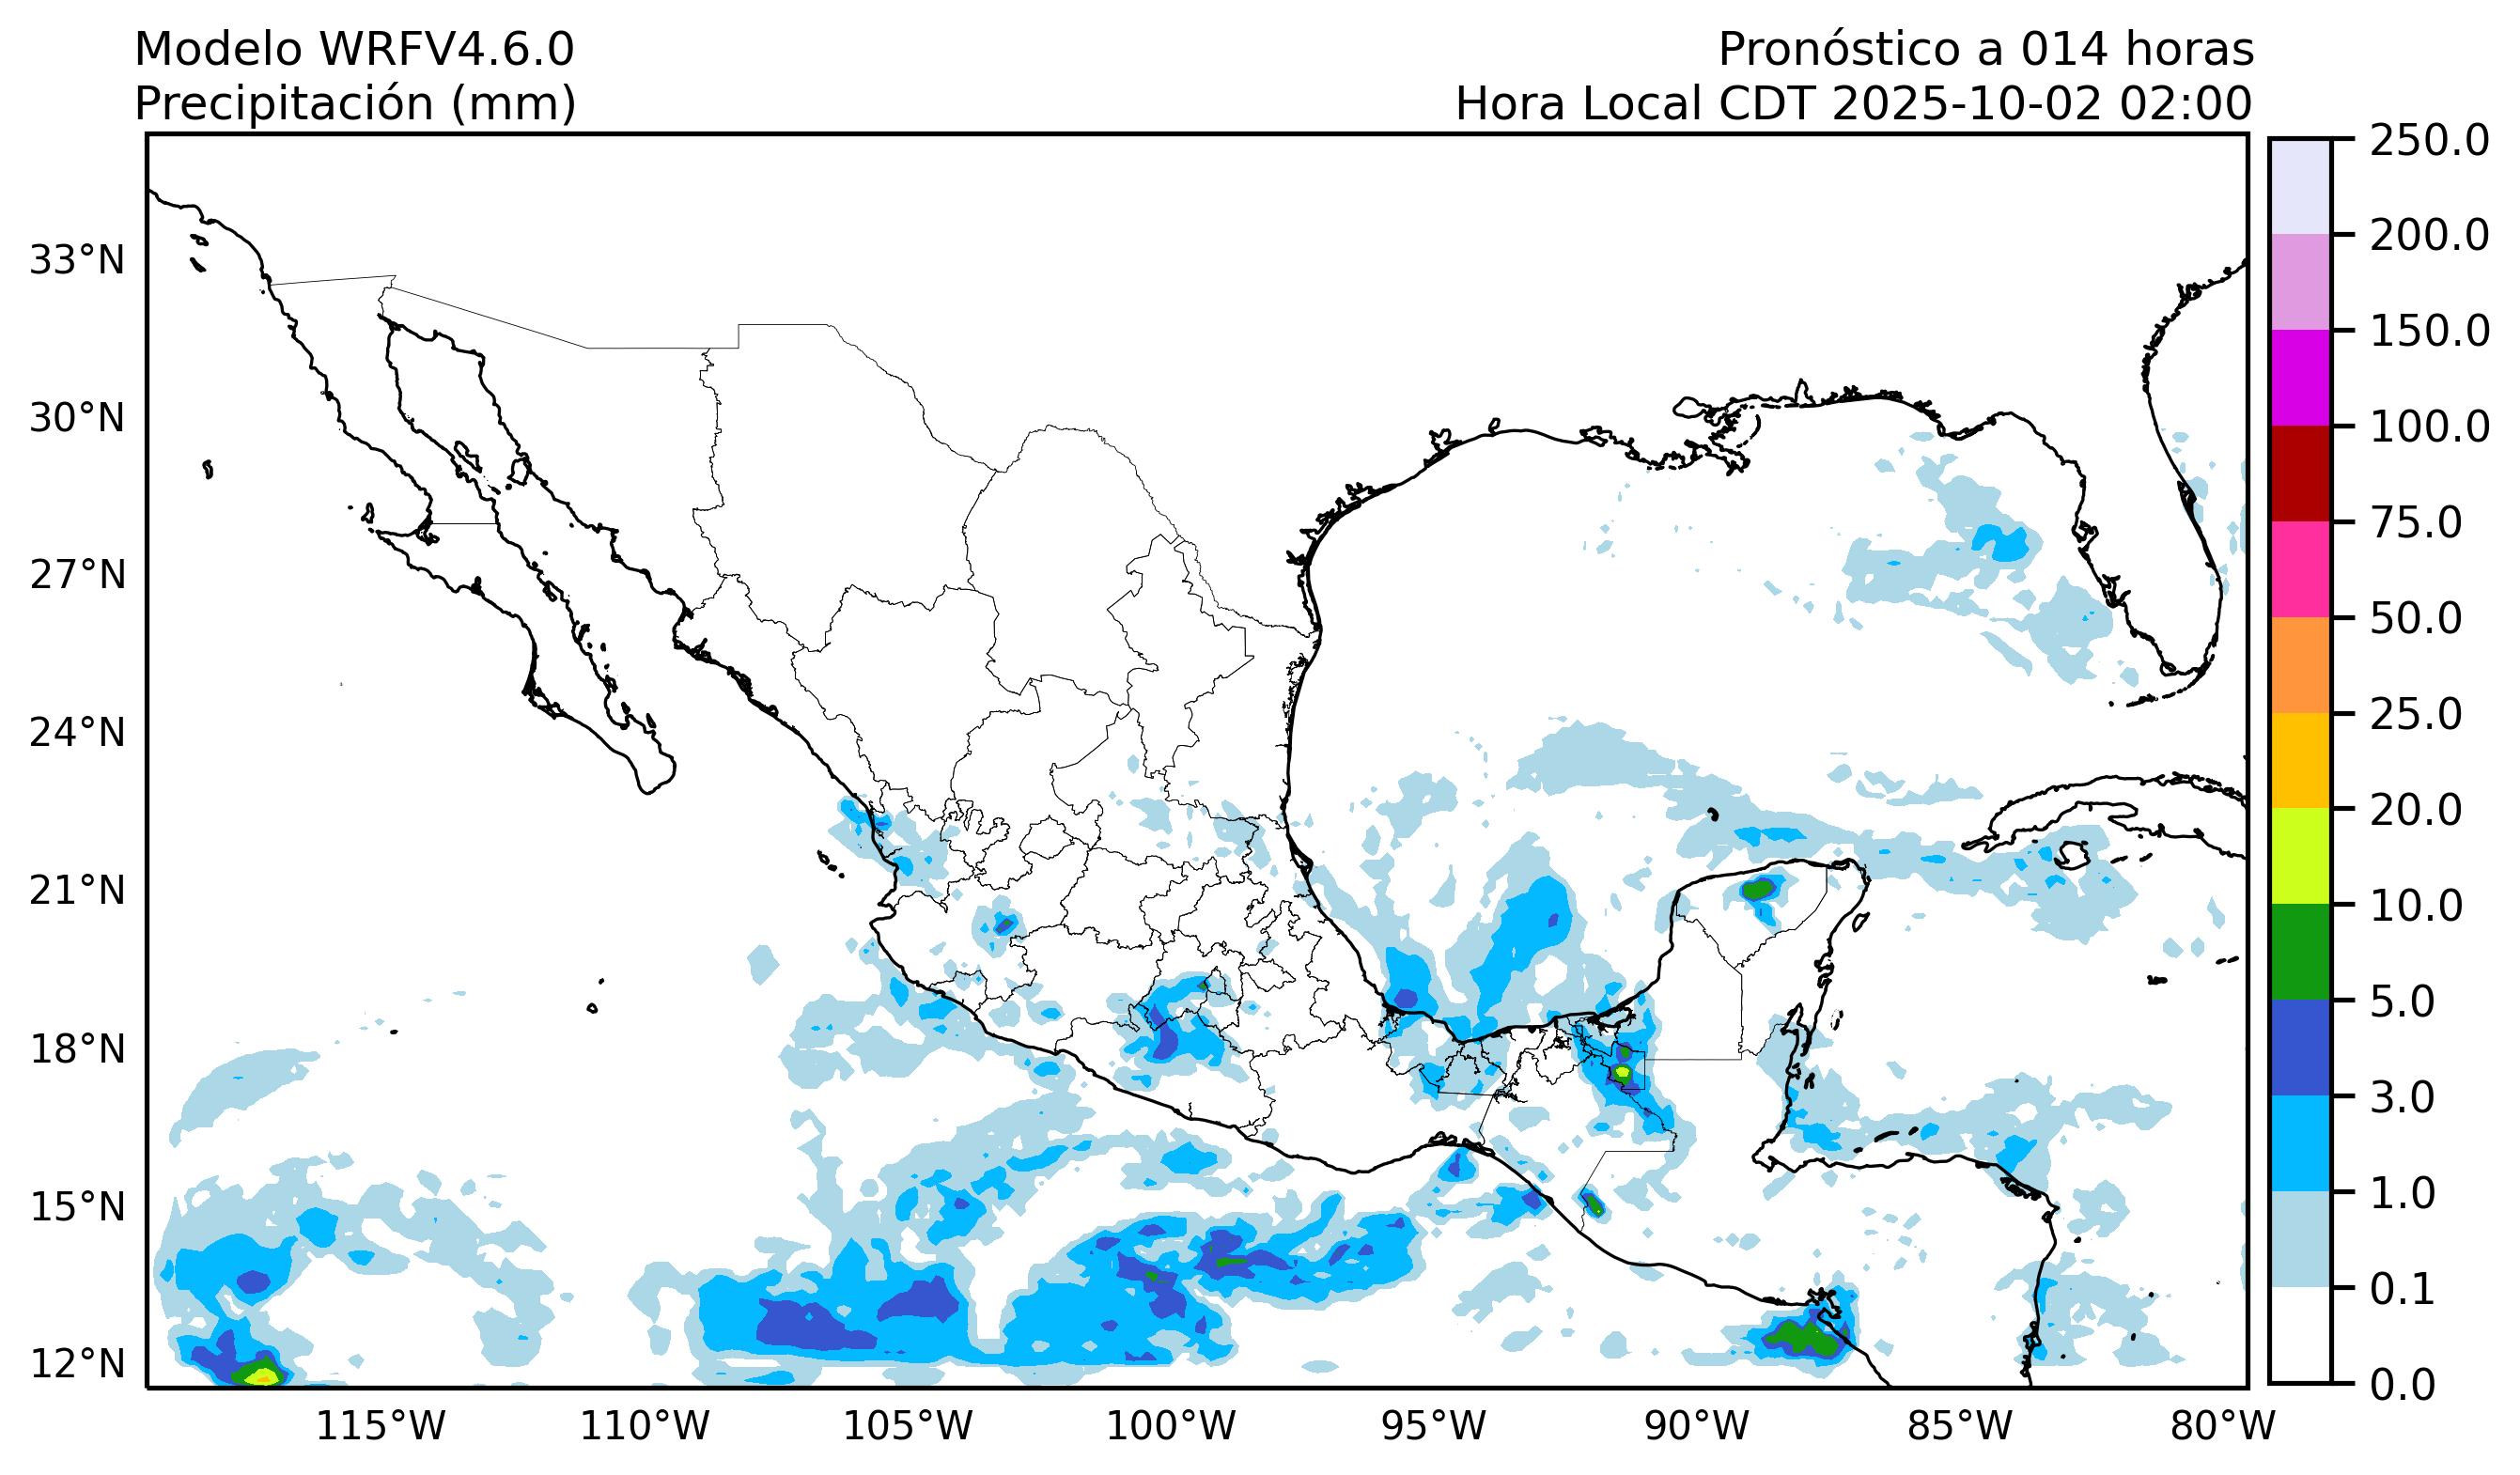 Modelo WRFV4.6.0
Precipitación (mm)
Pronóstico a 014 horas
Hora Local CDT 2025-10-02 02:00
33°N
30°N
27°N
24°N
21°N
18°N
15°N
12°N
115°W
110°W
105°W
100°W
95°W
90°W
85°W
80°W
250.0
200.0
150.0
100.0
75.0
50.0
25.0
20.0
10.0
5.0
3.0
1.0
0.1
0.0